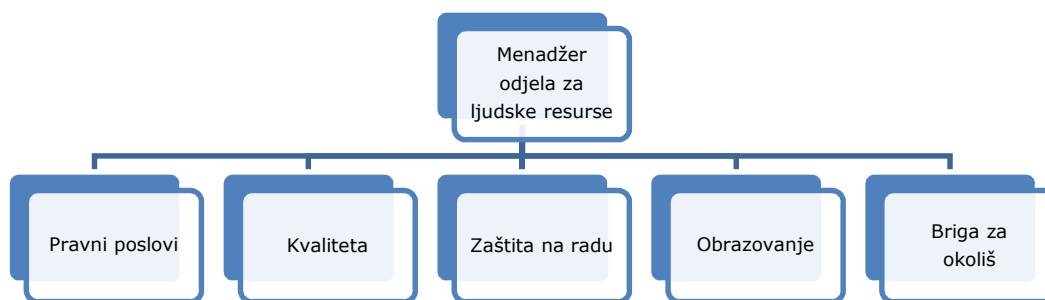 Menadžer
odjela za
ljudske resurse
Pravni poslovi
Kvaliteta
Zaštita na radu
Obrazovanje
Briga za
okoliš